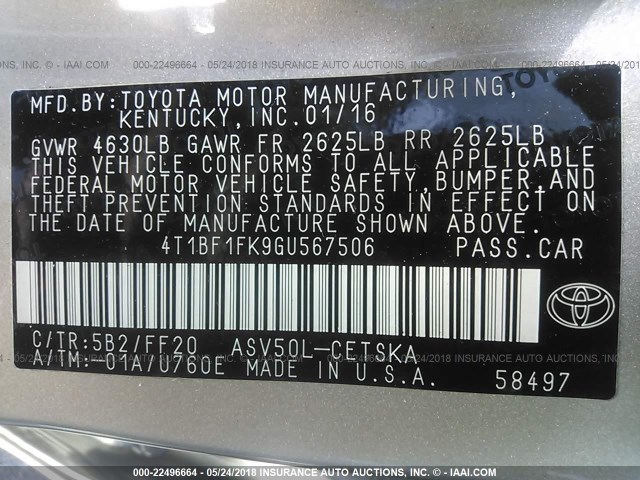 000-22496664 - 05/24/2018 INSURANCE AUTO AUCTIONS, INC. - IAAI.COM
MFD.BY:TOYOTA MOTOR MANUFACTURING,
KENTUCKY,INC.01/16
GVWR 4630LB GAWR FR 2625LB RR 2625LB
THIS VEHICLE CONFORMS TO ALL APPLICABLE
FEDERAL MOTOR VEHICLE SAFETY,BUMPER,AND
THEFT PREVENTION STANDARDS IN EFFECT ON
THE DATE OF MANUFACTURE SHOWN ABOVE.
4T1BF1FK9GU567506 PASS.CAR
C/TR:5B2/FF20 ASV50L-CETSKA
A/TM:-01A/U760E MADE IN U.S.A. 58497
000-22496664 - 05/24/2018 INSURANCE AUTO AUCTIONS, INC. - IAAI.COM